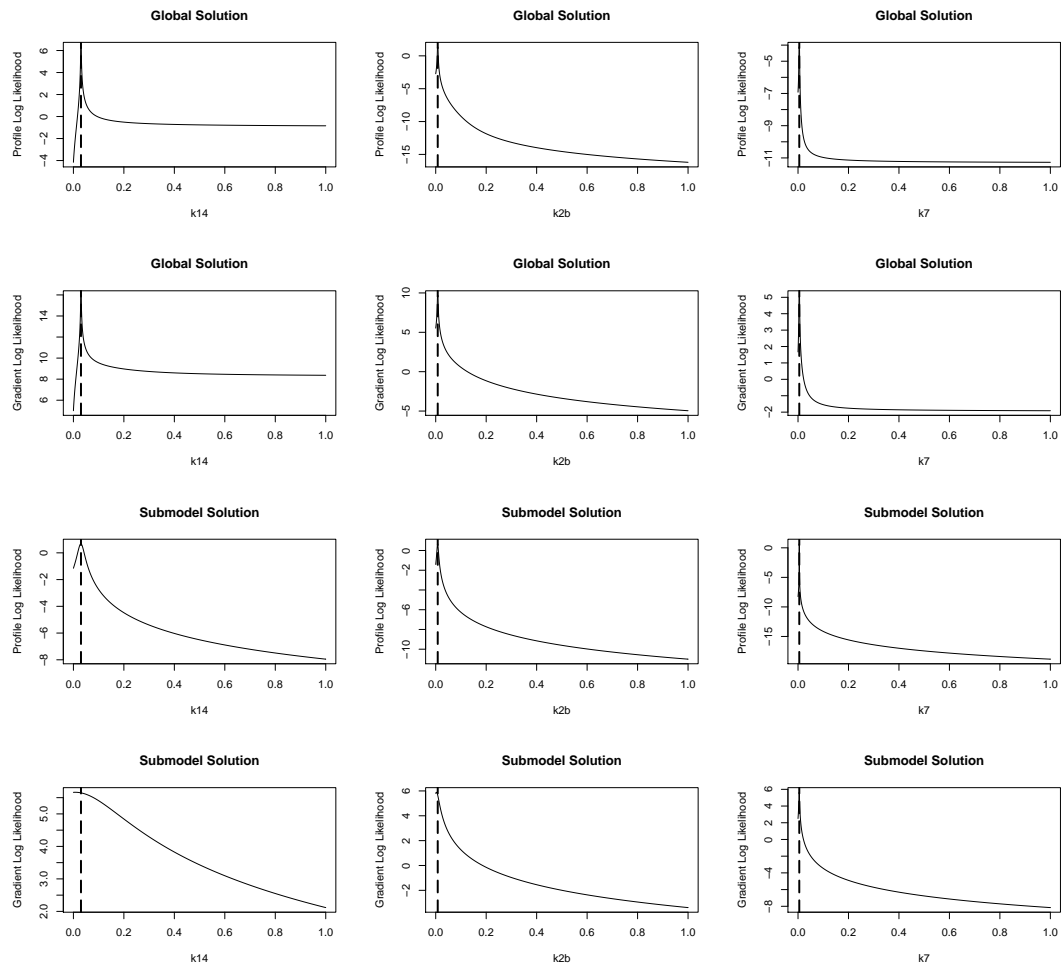 Global Solution
Profile Log Likelihood
6
4
2
0
−2
−4
0.0 0.2 0.4 0.6 0.8 1.0
k14
Global Solution
Profile Log Likelihood
0
−5
−10
−15
0.0 0.2 0.4 0.6 0.8 1.0
k2b
Global Solution
Profile Log Likelihood
−5
−7
−9
−11
0.0 0.2 0.4 0.6 0.8 1.0
k7
Global Solution
Gradient Log Likelihood
14
10
8
6
0.0 0.2 0.4 0.6 0.8 1.0
k14
Global Solution
Gradient Log Likelihood
10
5
0
−5
0.0 0.2 0.4 0.6 0.8 1.0
k2b
Global Solution
Gradient Log Likelihood
5
4
3
2
1
0
−2
0.0 0.2 0.4 0.6 0.8 1.0
k7
Submodel Solution
Profile Log Likelihood
0
−2
−4
−6
−8
0.0 0.2 0.4 0.6 0.8 1.0
k14
Submodel Solution
Profile Log Likelihood
0
−2
−6
−10
0.0 0.2 0.4 0.6 0.8 1.0
k2b
Submodel Solution
Profile Log Likelihood
0
−5
−10
−15
0.0 0.2 0.4 0.6 0.8 1.0
k7
Submodel Solution
Gradient Log Likelihood
5.0
4.0
3.0
2.0
0.0 0.2 0.4 0.6 0.8 1.0
k14
Submodel Solution
Gradient Log Likelihood
6
4
2
0
−2
0.0 0.2 0.4 0.6 0.8 1.0
k2b
Submodel Solution
Gradient Log Likelihood
6
4
2
0
−4
−8
0.0 0.2 0.4 0.6 0.8 1.0
k7